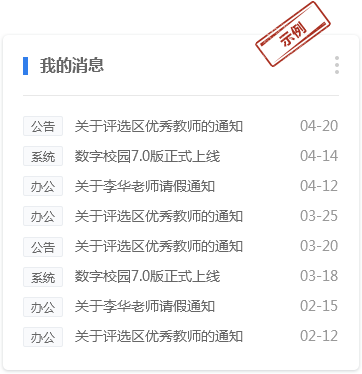 示例
我的消息
公告 关于评选区优秀教师的通知 04-20
系统 数字校园7.0版正式上线 04-14
办公 关于李华老师请假通知 04-12
办公 关于评选区优秀教师的通知 03-25
公告 关于评选区优秀教师的通知 03-20
系统 数字校园7.0版正式上线 03-18
办公 关于李华老师请假通知 02-15
办公 关于评选区优秀教师的通知 02-12